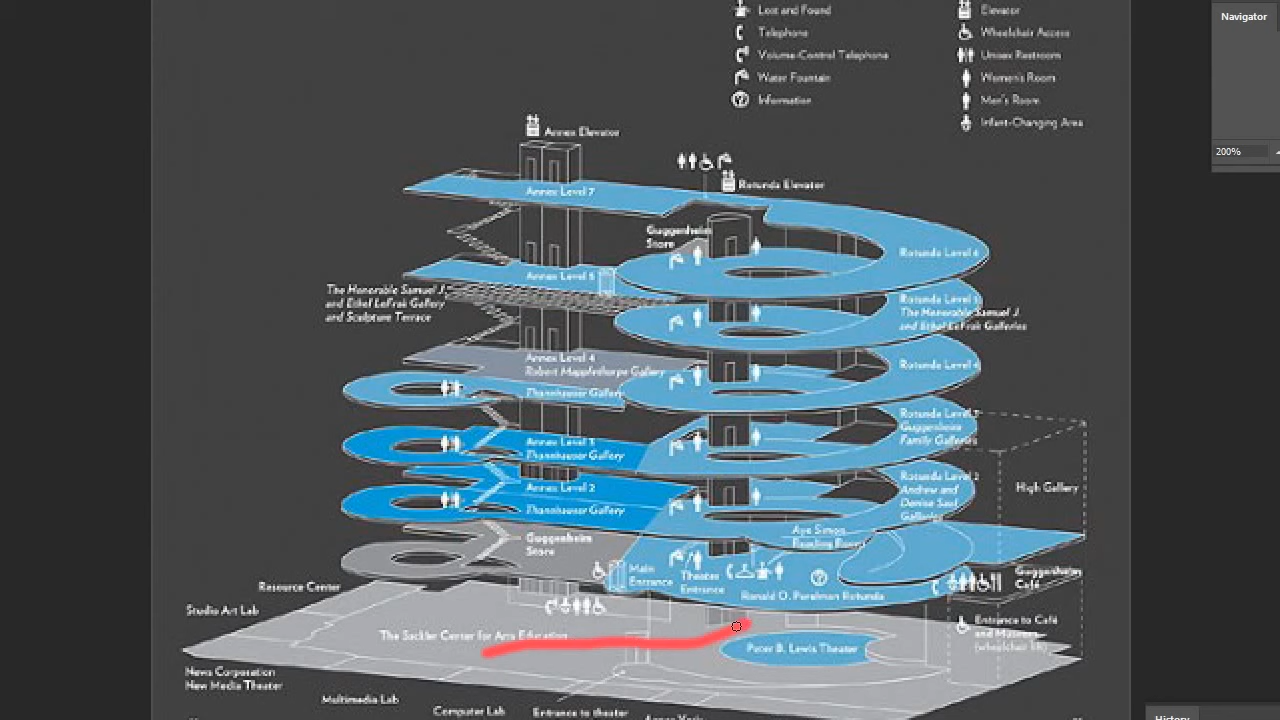 Lost and Found
Telephone
Volume-Control Telephone
Water Fountain
Information
Elevator
Wheelchair Access
Unisex Restroom
Women's Room
Men's Room
Infant-Changing Area
Navigator
200%
Annex Elevator
Rotunda Elevator
Annex Level 7
Guggenheim
Store
Rotunda Level 6
Annex Level 5
The Honorable Samuel J.
and Ethel LeFrak Gallery
and Sculpture Terrace
Rotunda Level 5
The Honorable Samuel J.
and Ethel LeFrak Galleries
Annex Level 4
Robert Mapplethorpe Gallery
Rotunda Level 4
Thannhauser Gallery
Rotunda Level 3
Guggenheim
Family Galleries
Annex Level 3
Thannhauser Gallery
Annex Level 2
Thannhauser Gallery
Rotunda Level 2
Andrew and
Denise Saul
Galleries
High Gallery
Aye Simon
Reading Room
Guggenheim
Store
Main
Entrance
Theater
Entrance
Ronald O. Perelman Rotunda
Guggenheim
Café
Resource Center
Studio Art Lab
The Sackler Center for Arts Education
Entrance to Café
and Museum
(wheelchair lift)
Peter B. Lewis Theater
News Corporation
New Media Theater
Multimedia Lab
Computer Lab
Entrance to theater
History